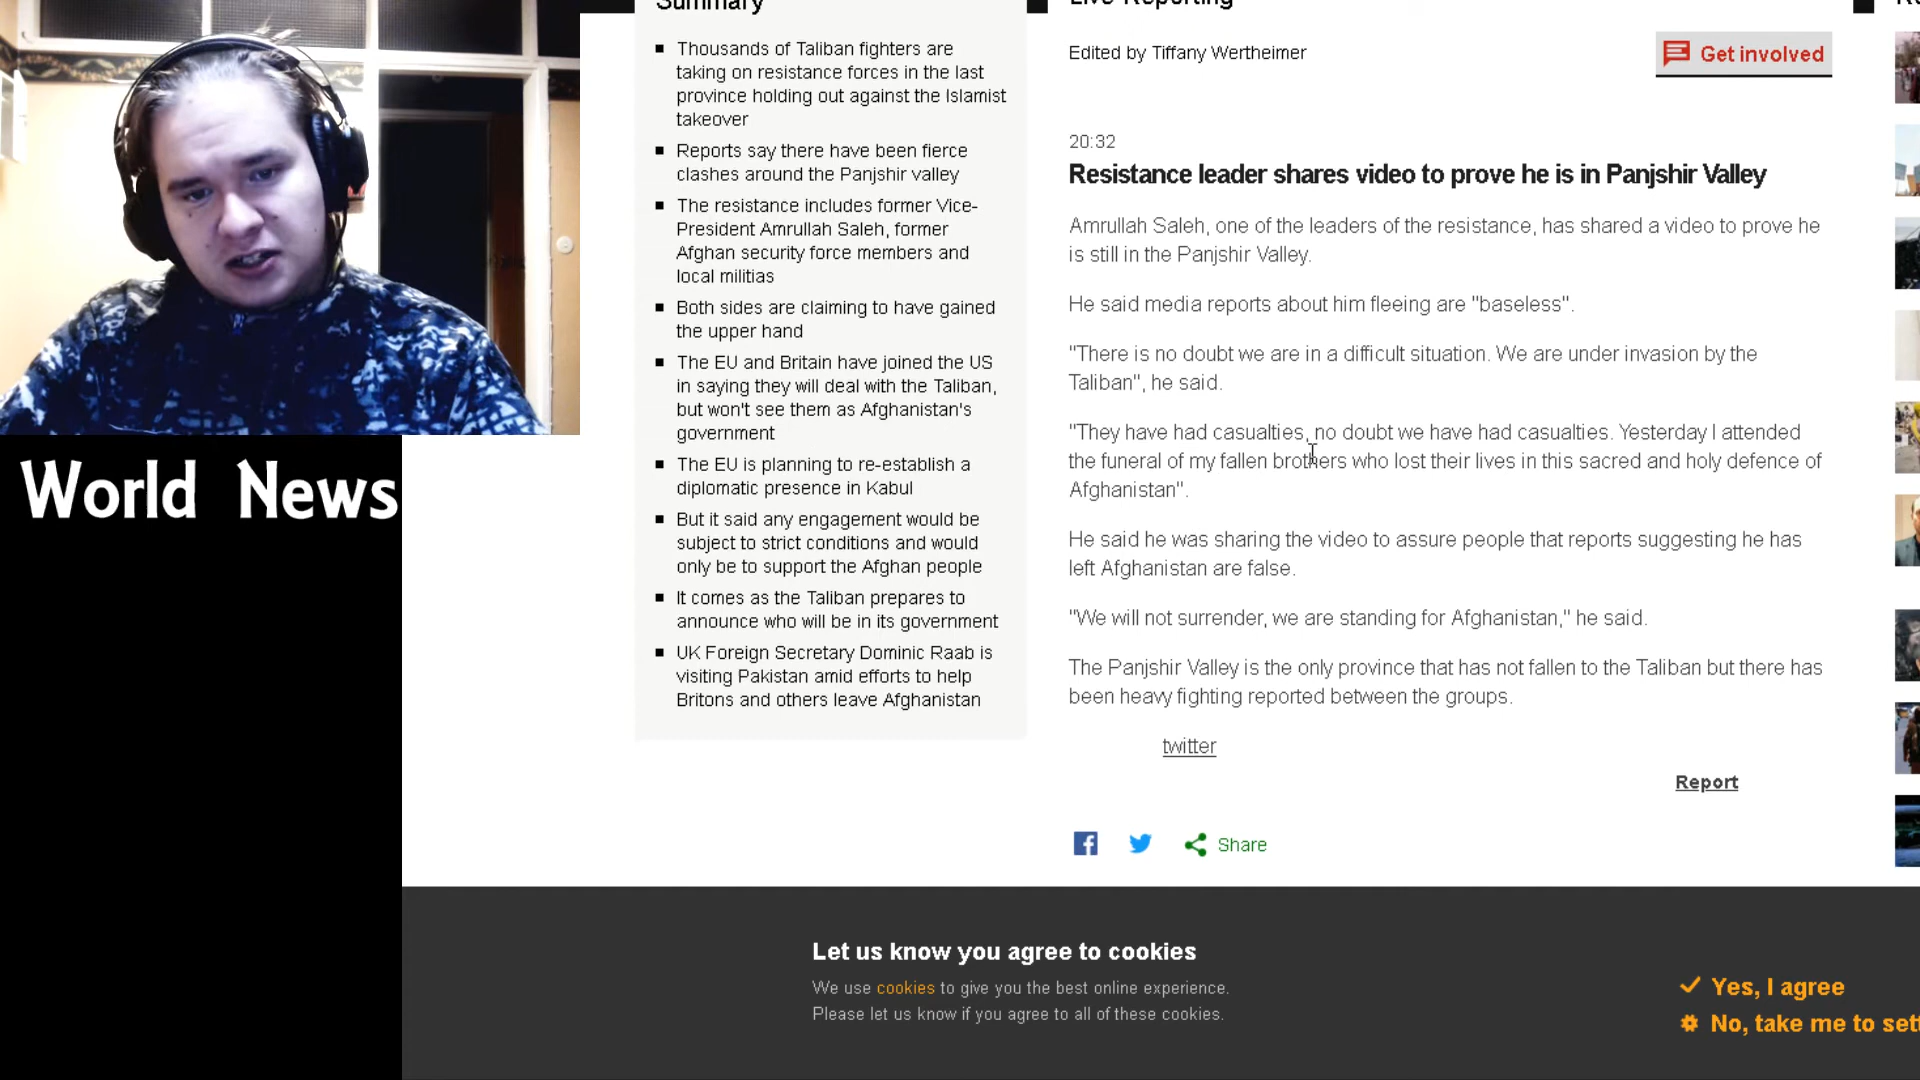 Summary
Thousands of Taliban fighters are
taking on resistance forces in the last
province holding out against the Islamist
takeover
Reports say there have been fierce
clashes around the Panjshir valley
The resistance includes former Vice-
President Amrullah Saleh, former
Afghan security force members and
local militias
Both sides are claiming to have gained
the upper hand
The EU and Britain have joined the US
in saying they will deal with the Taliban,
but won't see them as Afghanistan's
government
The EU is planning to re-establish a
diplomatic presence in Kabul
But it said any engagement would be
subject to strict conditions and would
only be to support the Afghan people
It comes as the Taliban prepares to
announce who will be in its government
UK Foreign Secretary Dominic Raab is
visiting Pakistan amid efforts to help
Britons and others leave Afghanistan
World News
Live Reporting
Edited by Tiffany Wertheimer
Get involved
20:32
Resistance leader shares video to prove he is in Panjshir Valley
Amrullah Saleh, one of the leaders of the resistance, has shared a video to prove he
is still in the Panjshir Valley.
He said media reports about him fleeing are "baseless".
"There is no doubt we are in a difficult situation. We are under invasion by the
Taliban", he said.
"They have had casualties, no doubt we have had casualties. Yesterday I attended
the funeral of my fallen brothers who lost their lives in this sacred and holy defence of
Afghanistan".
He said he was sharing the video to assure people that reports suggesting he has
left Afghanistan are false.
"We will not surrender, we are standing for Afghanistan," he said.
The Panjshir Valley is the only province that has not fallen to the Taliban but there has
been heavy fighting reported between the groups.
twitter
Report
Share
Let us know you agree to cookies
We use cookies to give you the best online experience.
Please let us know if you agree to all of these cookies.
Yes, I agree
No, take me to